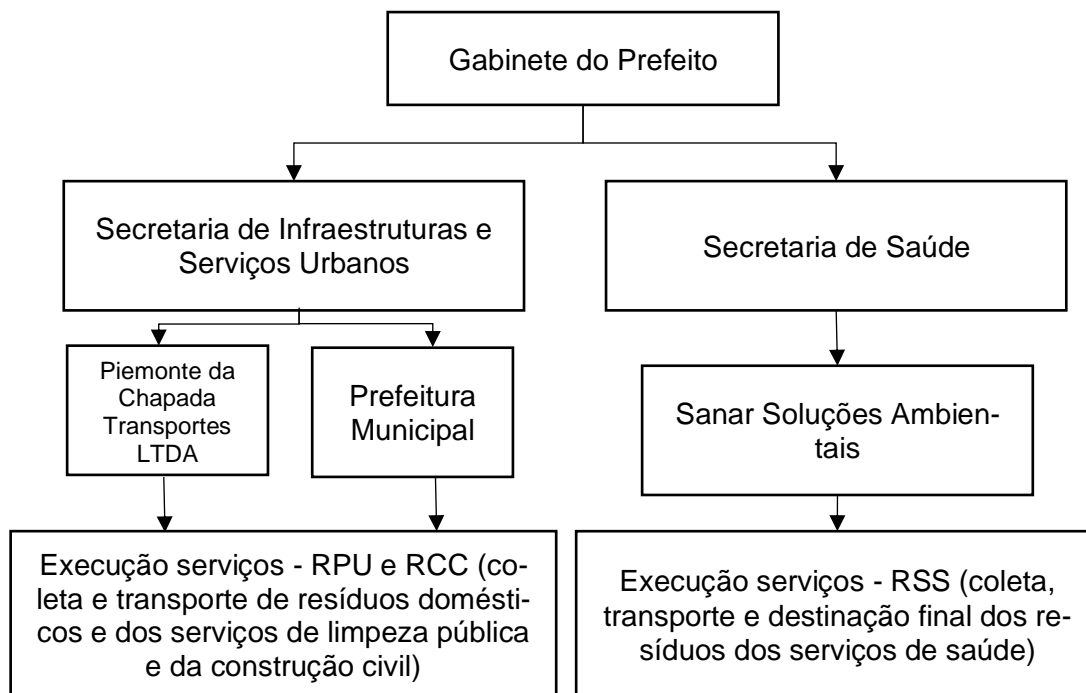 Gabinete do Prefeito
Secretaria de Infraestruturas e
Serviços Urbanos
Secretaria de Saúde
Piemonte da
Chapada
Transportes
LTDA
Prefeitura
Municipal
Sanar Soluções Ambien-
tais
Execução serviços - RPU e RCC (co-
leta e transporte de resíduos domésti-
cos e dos serviços de limpeza pública
e da construção civil)
Execução serviços - RSS (coleta,
transporte e destinação final dos re-
síduos dos serviços de saúde)